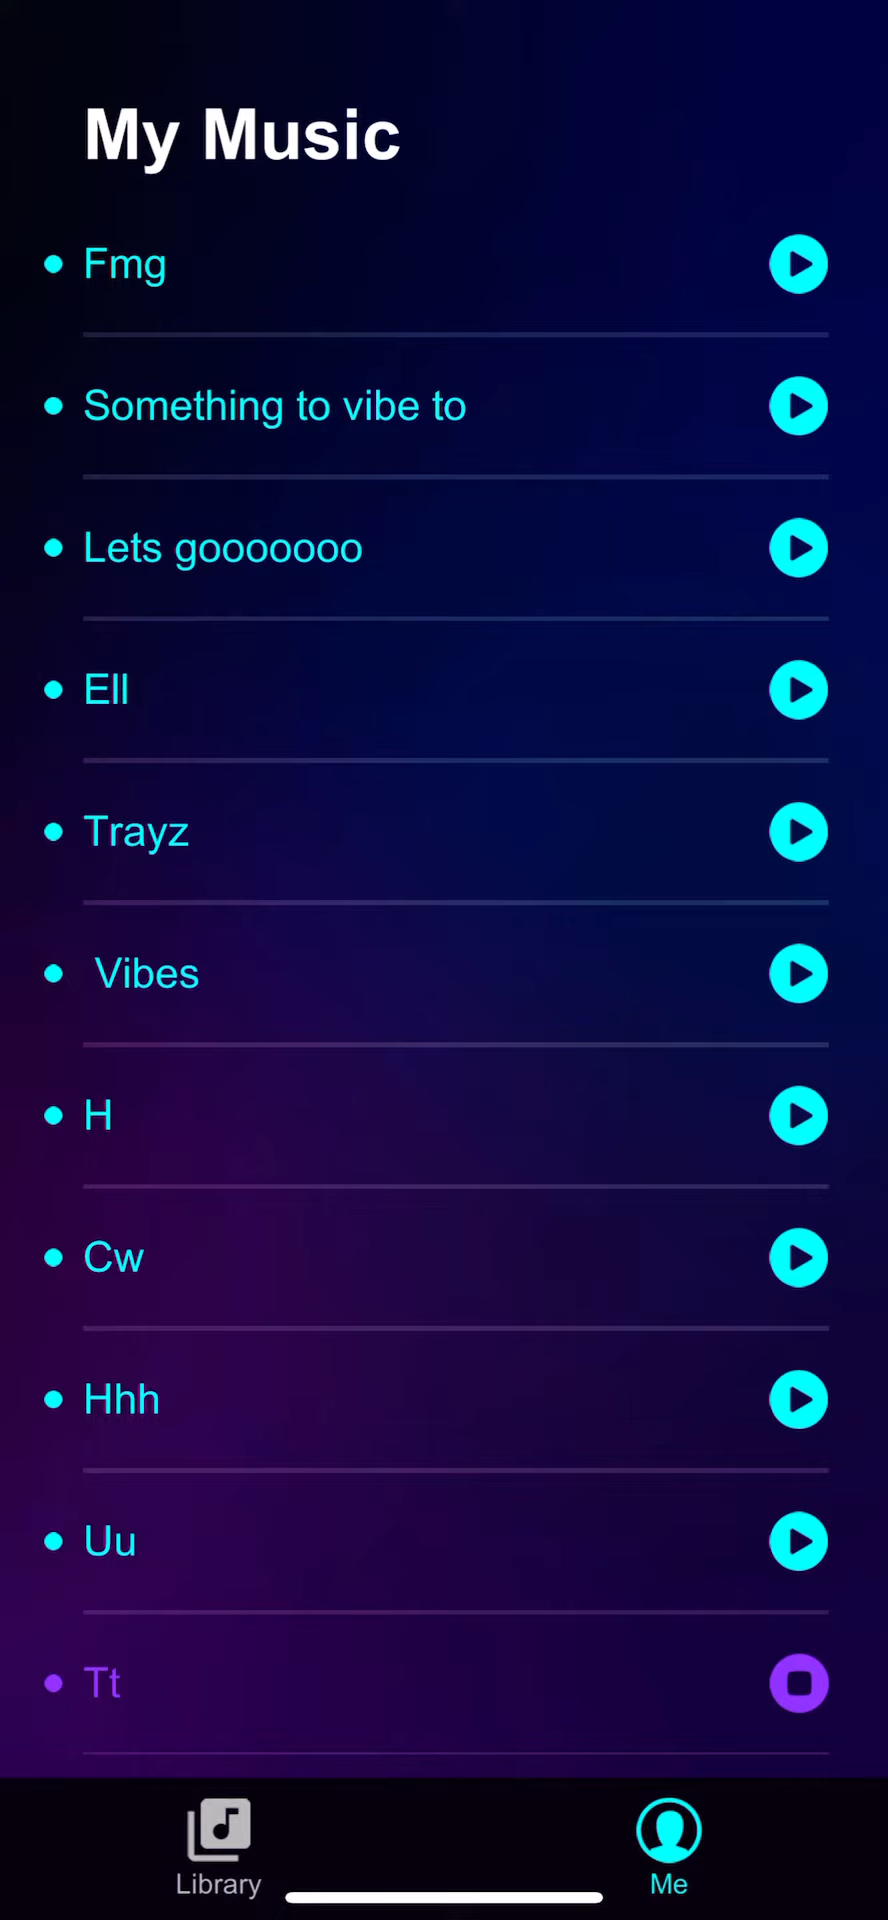 My Music
Fmg
Something to vibe to
Lets gooooooo
Ell
Trayz
Vibes
H
Cw
Hhh
Uu
Tt
Library
Me